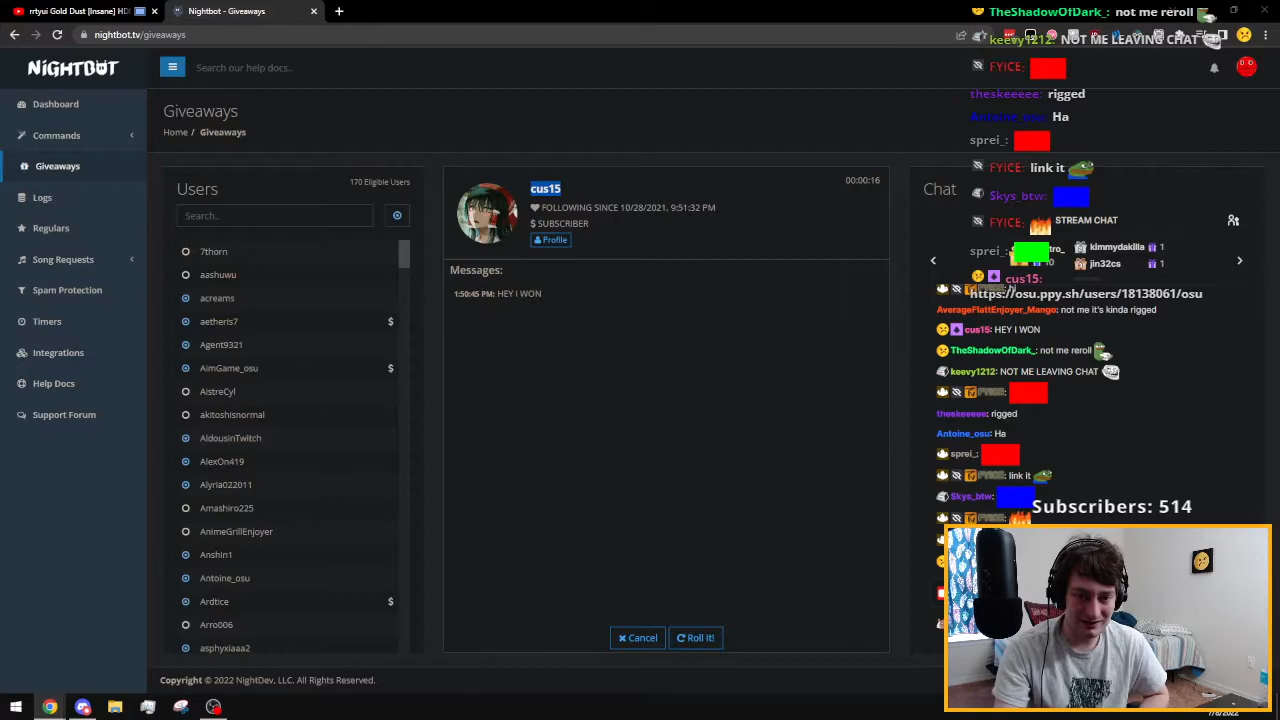 rrtyui Gold Dust [Insane] HD
Nightbot - Giveaways
nightbot.tv/giveaways
NiGHTBOT
Search our help docs..
Dashboard
Commands
Giveaways
Logs
Regulars
Song Requests
Spam Protection
Timers
Integrations
Help Docs
Support Forum
Giveaways
Home / Giveaways
Users
170 Eligible Users
Search..
7thorn
aashuwu
acreams
aetheris7 $
Agent9321
AimGame_osu $
AistreCyl
akitoshisnormal
AldousinTwitch
AlexOn419
Alyria022011
Amashiro225
AnimeGrillEnjoyer
Anshin1
Antoine_osu
Ardtice $
Arro006
asphyxiaaa2
cus15
00:00:16
FOLLOWING SINCE 10/28/2021, 9:51:32 PM
$ SUBSCRIBER
Profile
Messages:
1:50:45 PM: HEY I WON
Cancel
Roll It!
Copyright © 2022 NightDev, LLC. All Rights Reserved.
Chat
TheShadowOfDark_: not me reroll
keevy1212: NOT ME LEAVING CHAT
FYICE:
theskeeeee: rigged
Antoine_osu: Ha
sprei_:
FYICE: link it
Skys_btw:
FYICE:
STREAM CHAT
sprei_:
kimmydakilla 1
10
jin32cs 1
cus15:
https://osu.ppy.sh/users/18138061/osu
AverageFlattEnjoyer_Mango: not me it's kinda rigged
cus15: HEY I WON
TheShadowOfDark_: not me reroll
keevy1212: NOT ME LEAVING CHAT
theskeeeee: rigged
Antoine_osu: Ha
sprei_:
link it
Skys_btw:
Subscribers: 514
7/8/2022